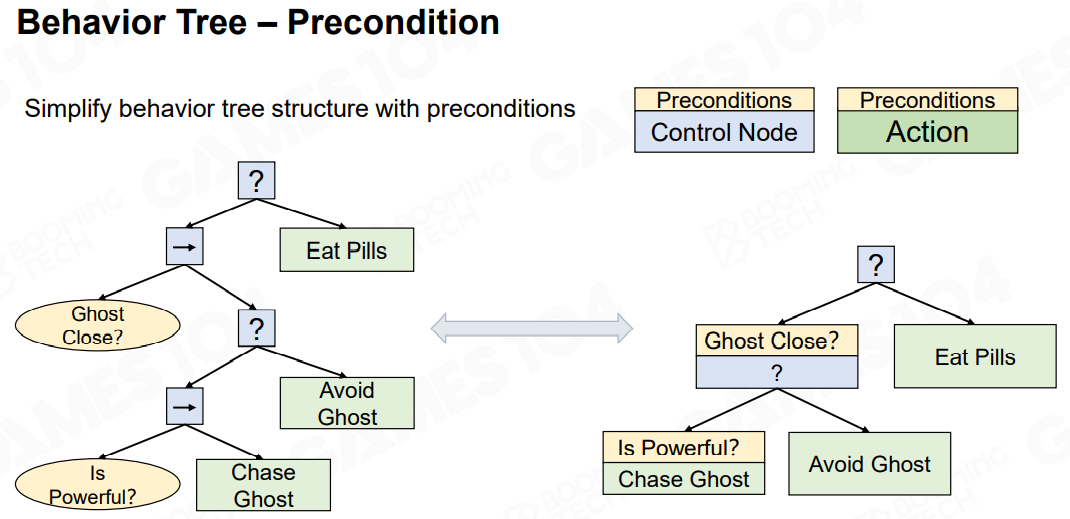 Behavior Tree – Precondition
Simplify behavior tree structure with preconditions
Preconditions
Control Node
Preconditions
Action
?
→
Eat Pills
Ghost
Close?
?
→
Avoid
Ghost
Is
Powerful?
Chase
Ghost
?
Ghost Close?
?
Eat Pills
Is Powerful?
Chase Ghost
Avoid Ghost
GAMES104
BOOMING
TECH